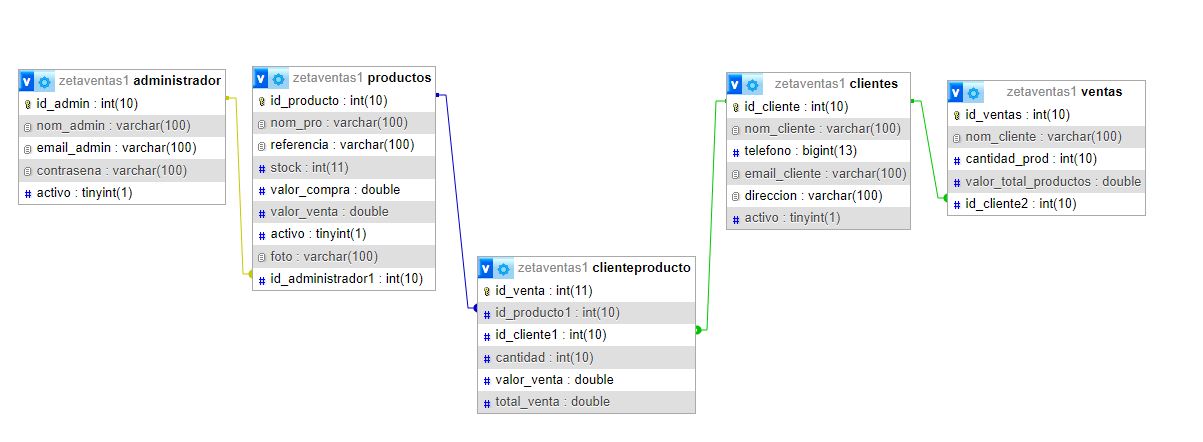 v zetaventas1 administrador
id_admin : int(10)
nom_admin : varchar(100)
email_admin : varchar(100)
contrasena : varchar(100)
# activo : tinyint(1)
v zetaventas1 productos
id_producto : int(10)
nom_pro : varchar(100)
referencia : varchar(100)
# stock : int(11)
# valor_compra : double
# valor_venta : double
# activo : tinyint(1)
foto : varchar(100)
# id_administrador1 : int(10)
v zetaventas1 clienteproducto
id_venta : int(11)
# id_producto1 : int(10)
# id_cliente1 : int(10)
# cantidad : int(10)
# valor_venta : double
# total_venta : double
v zetaventas1 clientes
id_cliente : int(10)
nom_cliente : varchar(100)
# telefono : bigint(13)
email_cliente : varchar(100)
direccion : varchar(100)
# activo : tinyint(1)
v zetaventas1 ventas
id_ventas : int(10)
nom_cliente : varchar(100)
# cantidad_prod : int(10)
# valor_total_productos : double
# id_cliente2 : int(10)